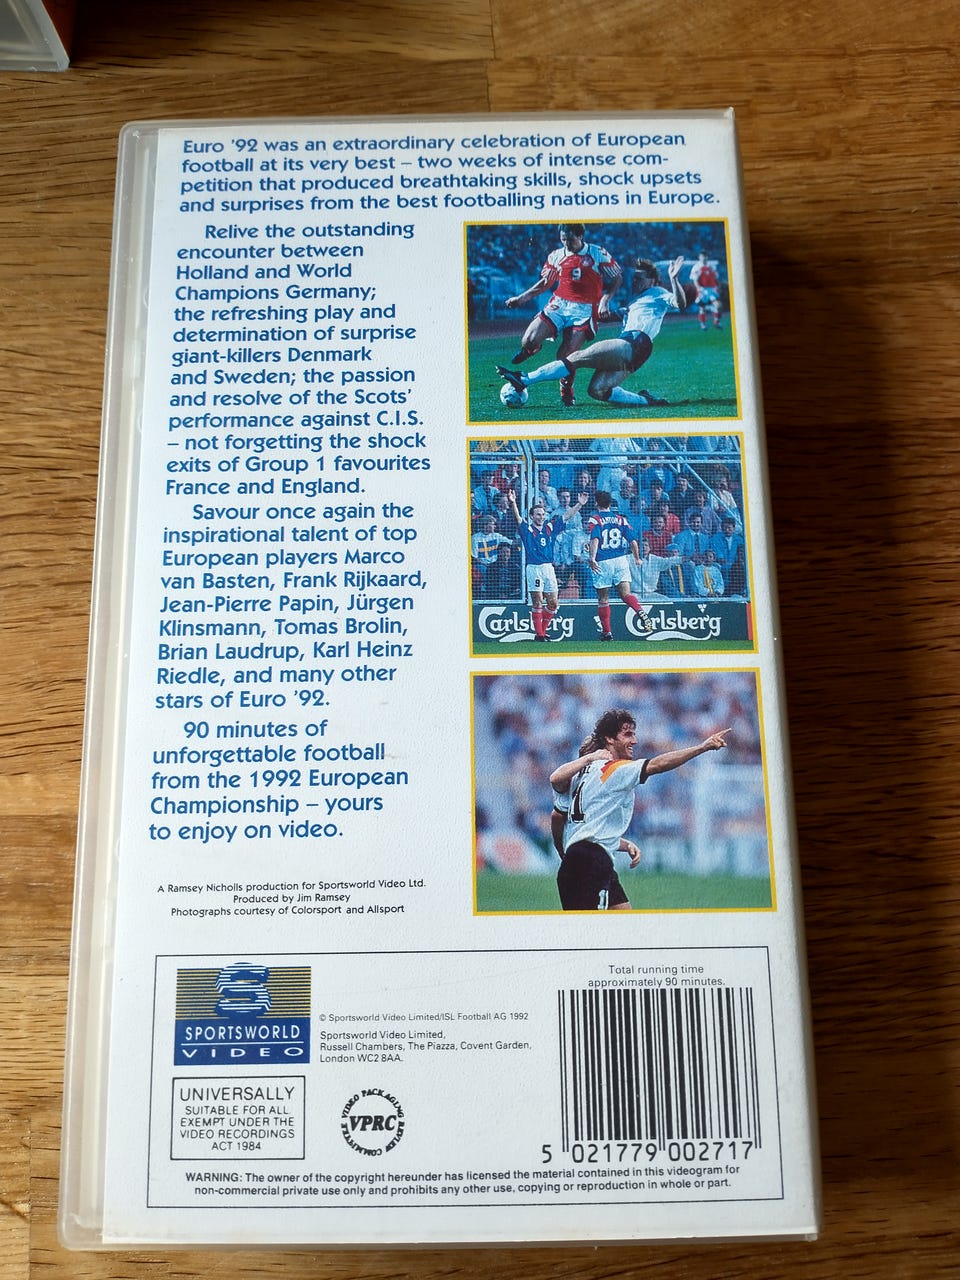 Euro '92 was an extraordinary celebration of European
football at its very best – two weeks of intense com-
petition that produced breathtaking skills, shock upsets
and surprises from the best footballing nations in Europe.
Relive the outstanding
encounter between
Holland and World
Champions Germany;
the refreshing play and
determination of surprise
giant-killers Denmark
and Sweden; the passion
and resolve of the Scots'
performance against C.I.S.
– not forgetting the shock
exits of Group 1 favourites
France and England.
Savour once again the
inspirational talent of top
European players Marco
van Basten, Frank Rijkaard,
Jean-Pierre Papin, Jürgen
Klinsmann, Tomas Brolin,
Brian Laudrup, Karl Heinz
Riedle, and many other
stars of Euro '92.
90 minutes of
unforgettable football
from the 1992 European
Championship – yours
to enjoy on video.
9
9
9
CANTONA
18
Carlsberg Carlsberg
11
A Ramsey Nicholls production for Sportsworld Video Ltd.
Produced by Jim Ramsey
Photographs courtesy of Colorsport and Allsport
S
SPORTSWORLD
VIDEO
© Sportsworld Video Limited/ISL Football AG 1992
Sportsworld Video Limited,
Russell Chambers, The Piazza, Covent Garden,
London WC2 8AA.
Total running time
approximately 90 minutes.
5 021779 002717
UNIVERSALLY
SUITABLE FOR ALL
EXEMPT UNDER THE
VIDEO RECORDINGS
ACT 1984
VIDEO PACKAGING REVIEW COMMITTEE
VPRC
WARNING: The owner of the copyright hereunder has licensed the material contained in this videogram for
non-commercial private use only and prohibits any other use, copying or reproduction in whole or part.